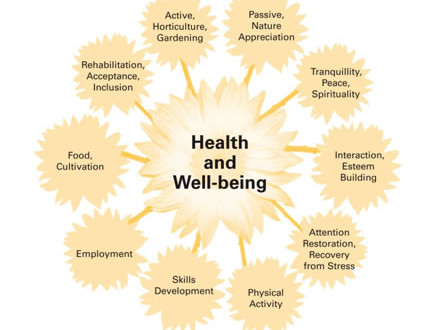 Active,
Horticulture,
Gardening
Passive,
Nature
Appreciation
Rehabilitation,
Acceptance,
Inclusion
Tranquillity,
Peace,
Spirituality
Health
and
Well-being
Food,
Cultivation
Interaction,
Esteem
Building
Employment
Attention
Restoration,
Recovery
from Stress
Skills
Development
Physical
Activity